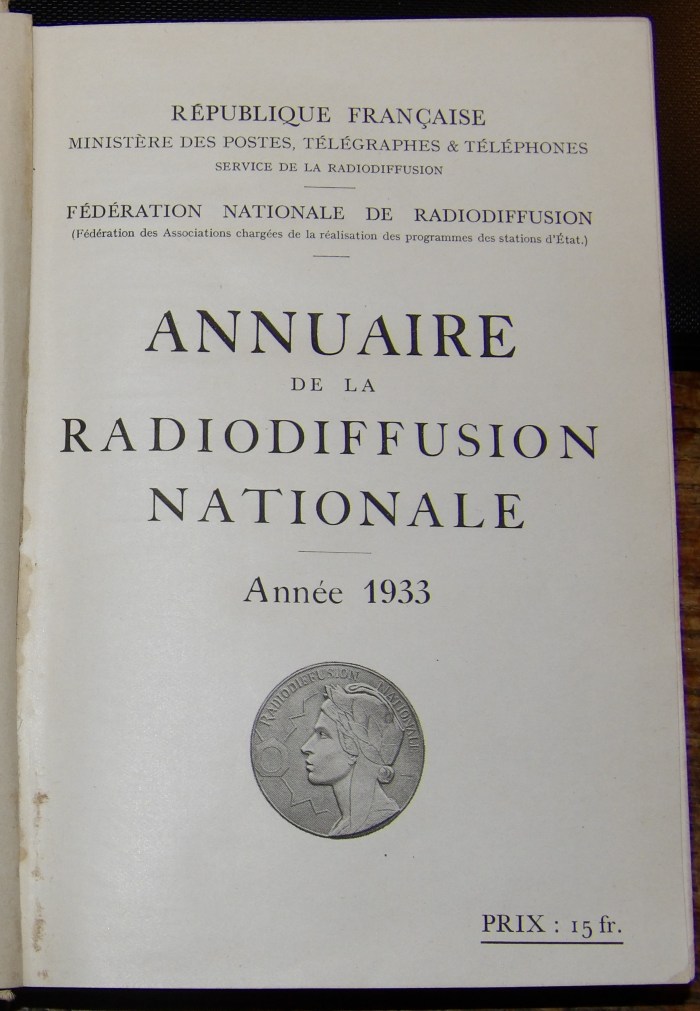 RÉPUBLIQUE FRANÇAISE
MINISTÈRE DES POSTES, TÉLÉGRAPHES & TÉLÉPHONES
SERVICE DE LA RADIODIFFUSION
FÉDÉRATION NATIONALE DE RADIODIFFUSION
(Fédération des Associations chargées de la réalisation des programmes des stations d'État.)
ANNUAIRE
DE LA
RADIODIFFUSION
NATIONALE
Année 1933
RADIODIFFUSION NATIONALE
PRIX : 15 fr.